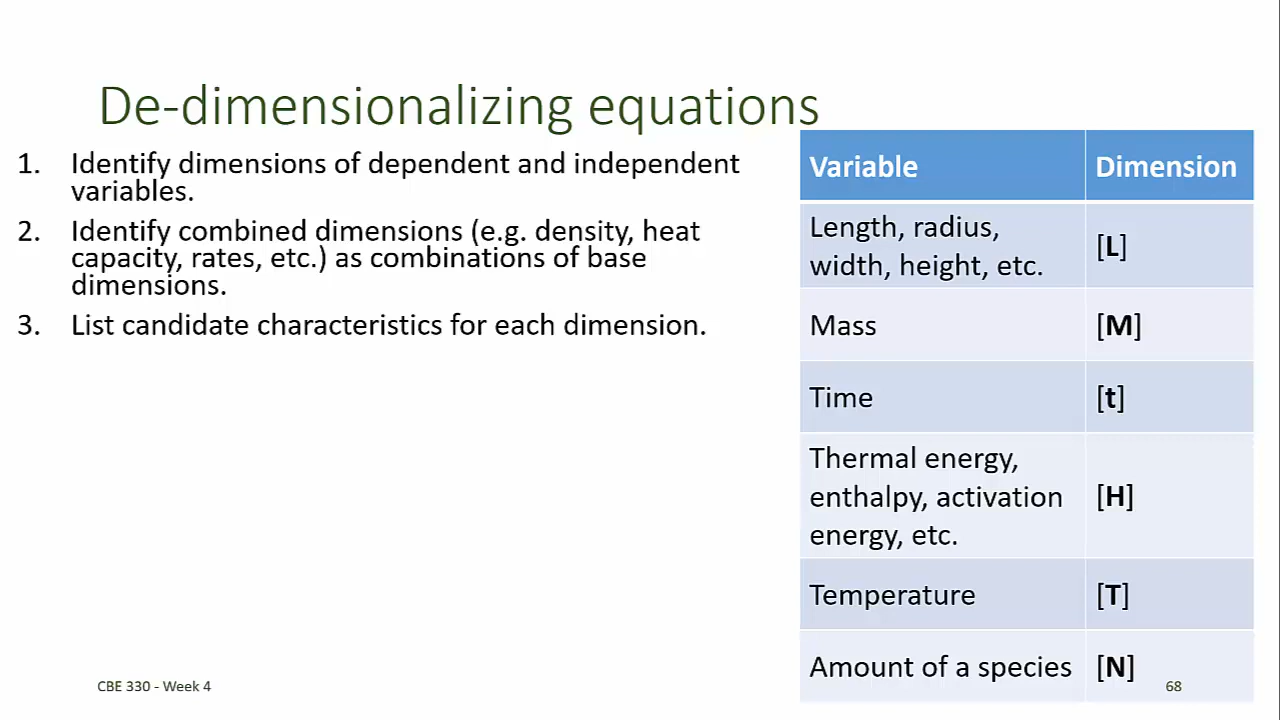 De-dimensionalizing equations
1. Identify dimensions of dependent and independent
variables.
2. Identify combined dimensions (e.g. density, heat
capacity, rates, etc.) as combinations of base
dimensions.
3. List candidate characteristics for each dimension.
Variable Dimension
Length, radius,
width, height, etc. [L]
Mass [M]
Time [t]
Thermal energy,
enthalpy, activation
energy, etc. [H]
Temperature [T]
Amount of a species [N]
CBE 330 - Week 4
68